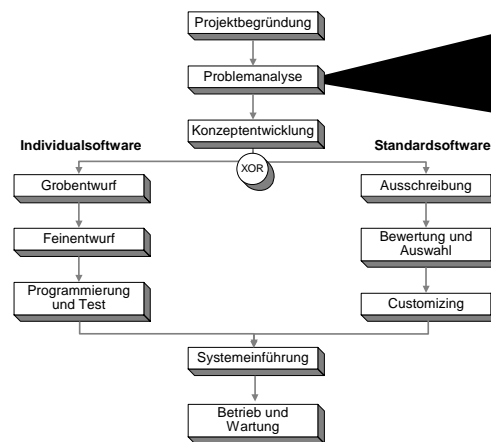 Projektbegründung
Problemanalyse
Konzeptentwicklung
Individualsoftware
Standardsoftware
XOR
Grobentwurf
Ausschreibung
Feinentwurf
Bewertung und
Auswahl
Programmierung
und Test
Customizing
Systemeinführung
Betrieb und
Wartung